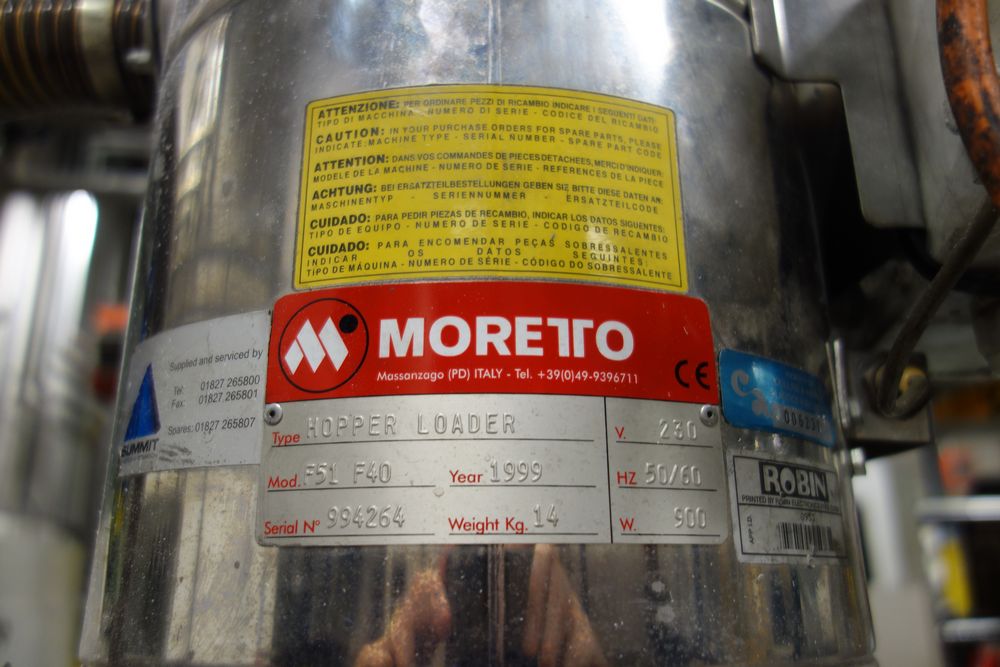 ATTENZIONE: PER ORDINARE PEZZI DI RICAMBIO INDICARE I SEGUENTI DATI:
TIPO DI MACCHINA - NUMERO DI SERIE - CODICE DEL RICAMBIO
CAUTION: IN YOUR PURCHASE ORDERS FOR SPARE PARTS, PLEASE
INDICATE: MACHINE TYPE - SERIAL NUMBER - SPARE PART CODE
ATTENTION: DANS VOS COMMANDES DE PIECES DETACHEES, MERCI D'INDIQUER:
MODELE DE LA MACHINE - NUMERO DE SERIE - REFERENCES DE LA PIECE
ACHTUNG: BEI ERSATZTEILBESTELLUNGEN GEBEN SIE BITTE DIESE DATEN AN:
MASCHINENTYP - SERIENNUMMER - ERSATZTEILCODE
CUIDADO: PARA PEDIR PIEZAS DE RECAMBIO, INDICAR LOS DATOS SIGUIENTES:
TIPO DE EQUIPO - NUMERO DE SERIE - CODIGO DE RECAMBIO
CUIDADO: PARA ENCOMENDAR PEÇAS SOBRESSALENTES
INDICAR OS DATOS SEGUINTES:
TIPO DE MÁQUINA - NUMERO DE SÉRIE - CÓDIGO DO SOBRESSALENTE
MORETTO
Massanzago (PD) ITALY - Tel. +39(0)49-9396711
CE
Supplied and serviced by
Tel: 01827 265800
Fax: 01827 265801
Spares: 01827 265807
SUMMIT
Type HOPPER LOADER
V. 230
Mod. F51 F40
Year 1999
HZ 50/60
Serial N° 994264
Weight Kg. 14
W. 900
ROBIN
PRINTED BY ROBIN ELECTRONICS
APP I.D.